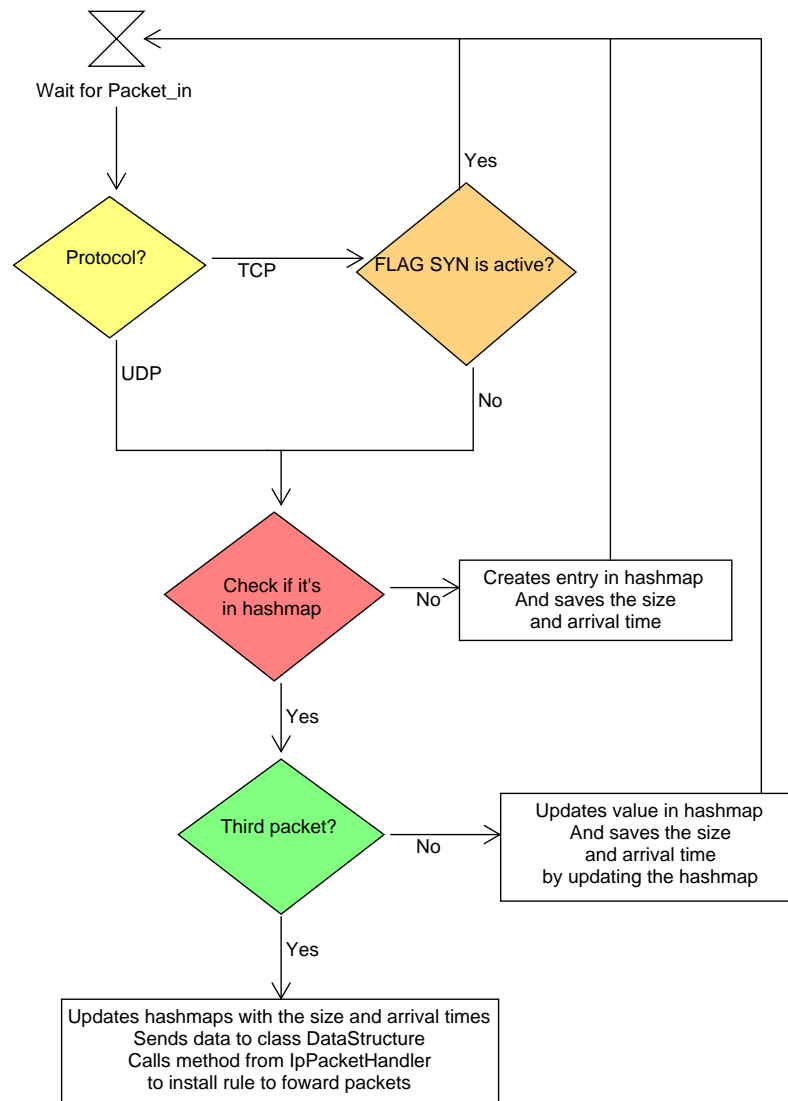 Wait for Packet_in
Yes
Protocol?
TCP
FLAG SYN is active?
UDP
No
Check if it's
in hashmap
No
Creates entry in hashmap
And saves the size
and arrival time
Yes
Third packet?
No
Updates value in hashmap
And saves the size
and arrival time
by updating the hashmap
Yes
Updates hashmaps with the size and arrival times
Sends data to class DataStructure
Calls method from IpPacketHandler
to install rule to foward packets